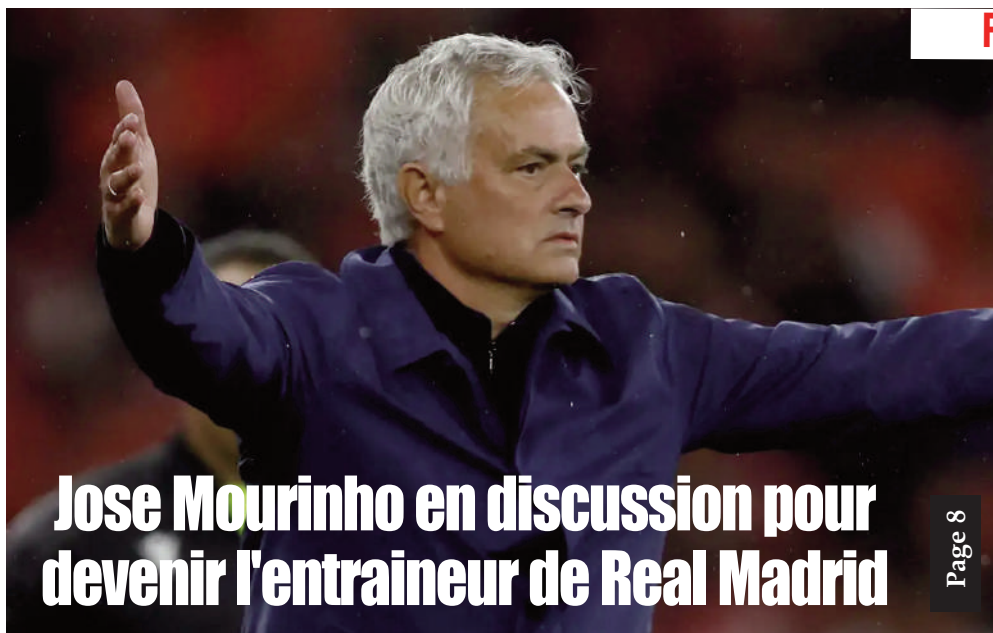 F
Jose Mourinho en discussion pour
devenir l'entraineur de Real Madrid
Page 8